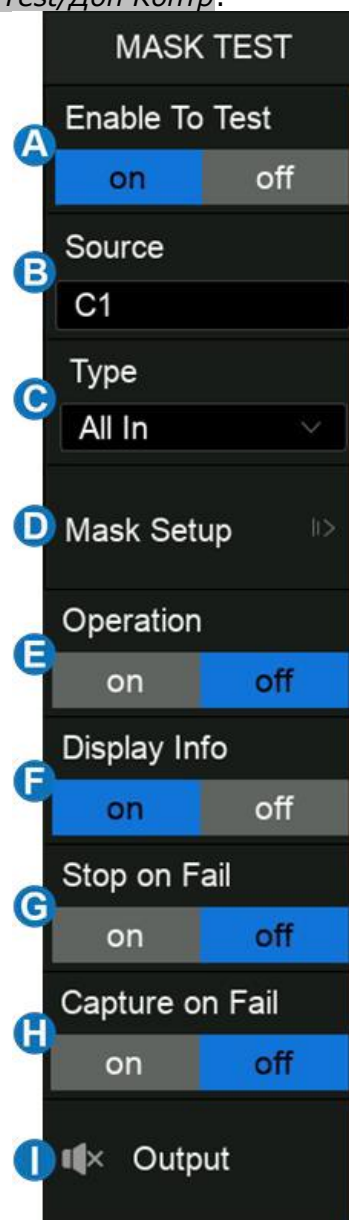 Test/Доп Контр.
MASK TEST
A
Enable To Test
on off
B
Source
C1
C
Type
All In
D
Mask Setup
E
Operation
on off
F
Display Info
on off
G
Stop on Fail
on off
H
Capture on Fail
on off
I
Output